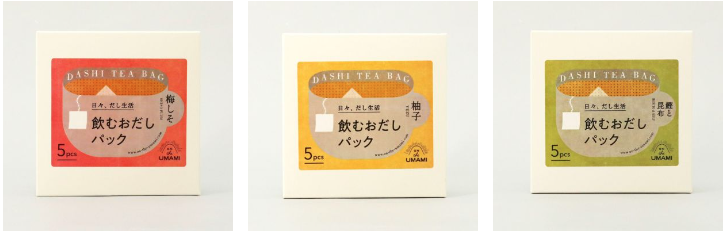 DASHI TEA BAG
梅しそ
日々、だし生活
飲むおだし
パック
5pcs
UMAMI
DASHI TEA BAG
柚子
日々、だし生活
飲むおだし
パック
5pcs
UMAMI
DASHI TEA BAG
鰹と
昆布
日々、だし生活
飲むおだし
パック
5pcs
UMAMI